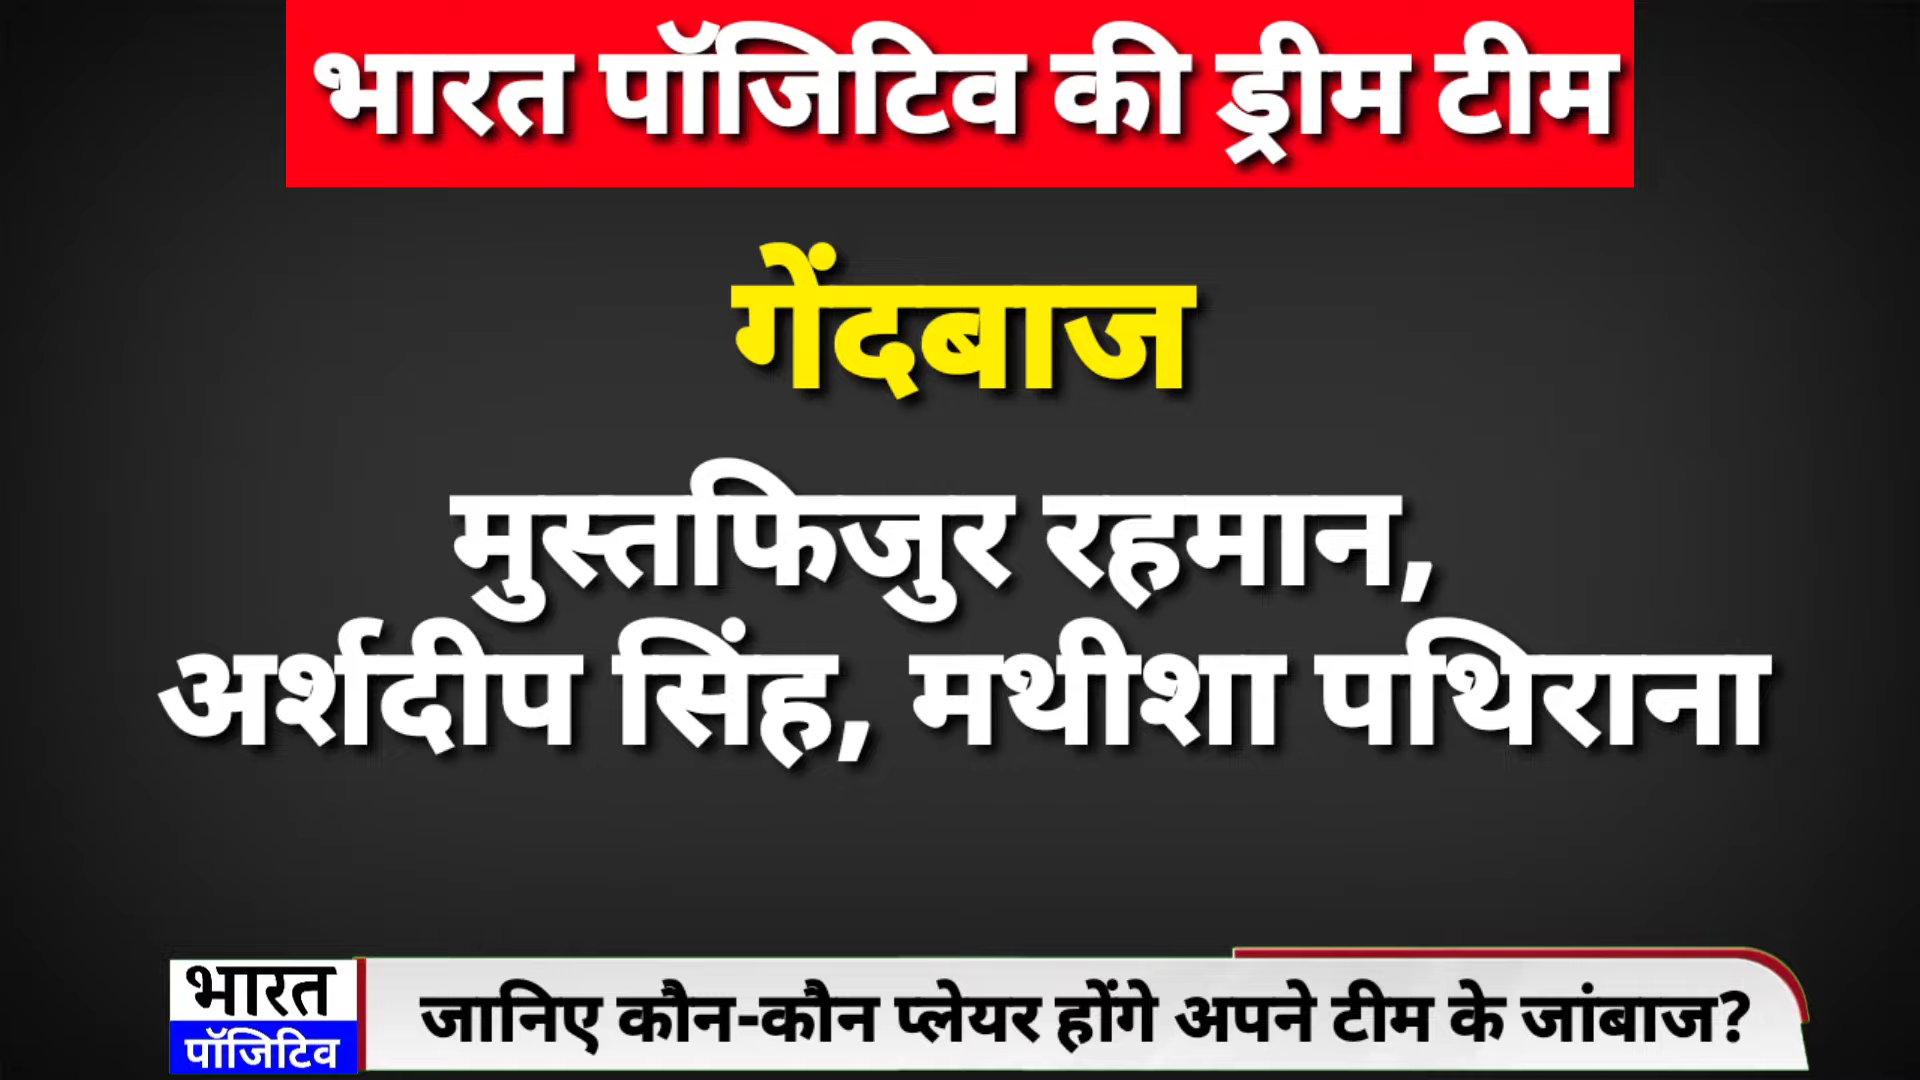 भारत पॉजिटिव की ड्रीम टीम
गेंदबाज
मुस्तफिजुर रहमान,
अर्शदीप सिंह, मथीशा पथिराना
भारत
पॉजिटिव
जानिए कौन-कौन प्लेयर होंगे अपने टीम के जांबाज?